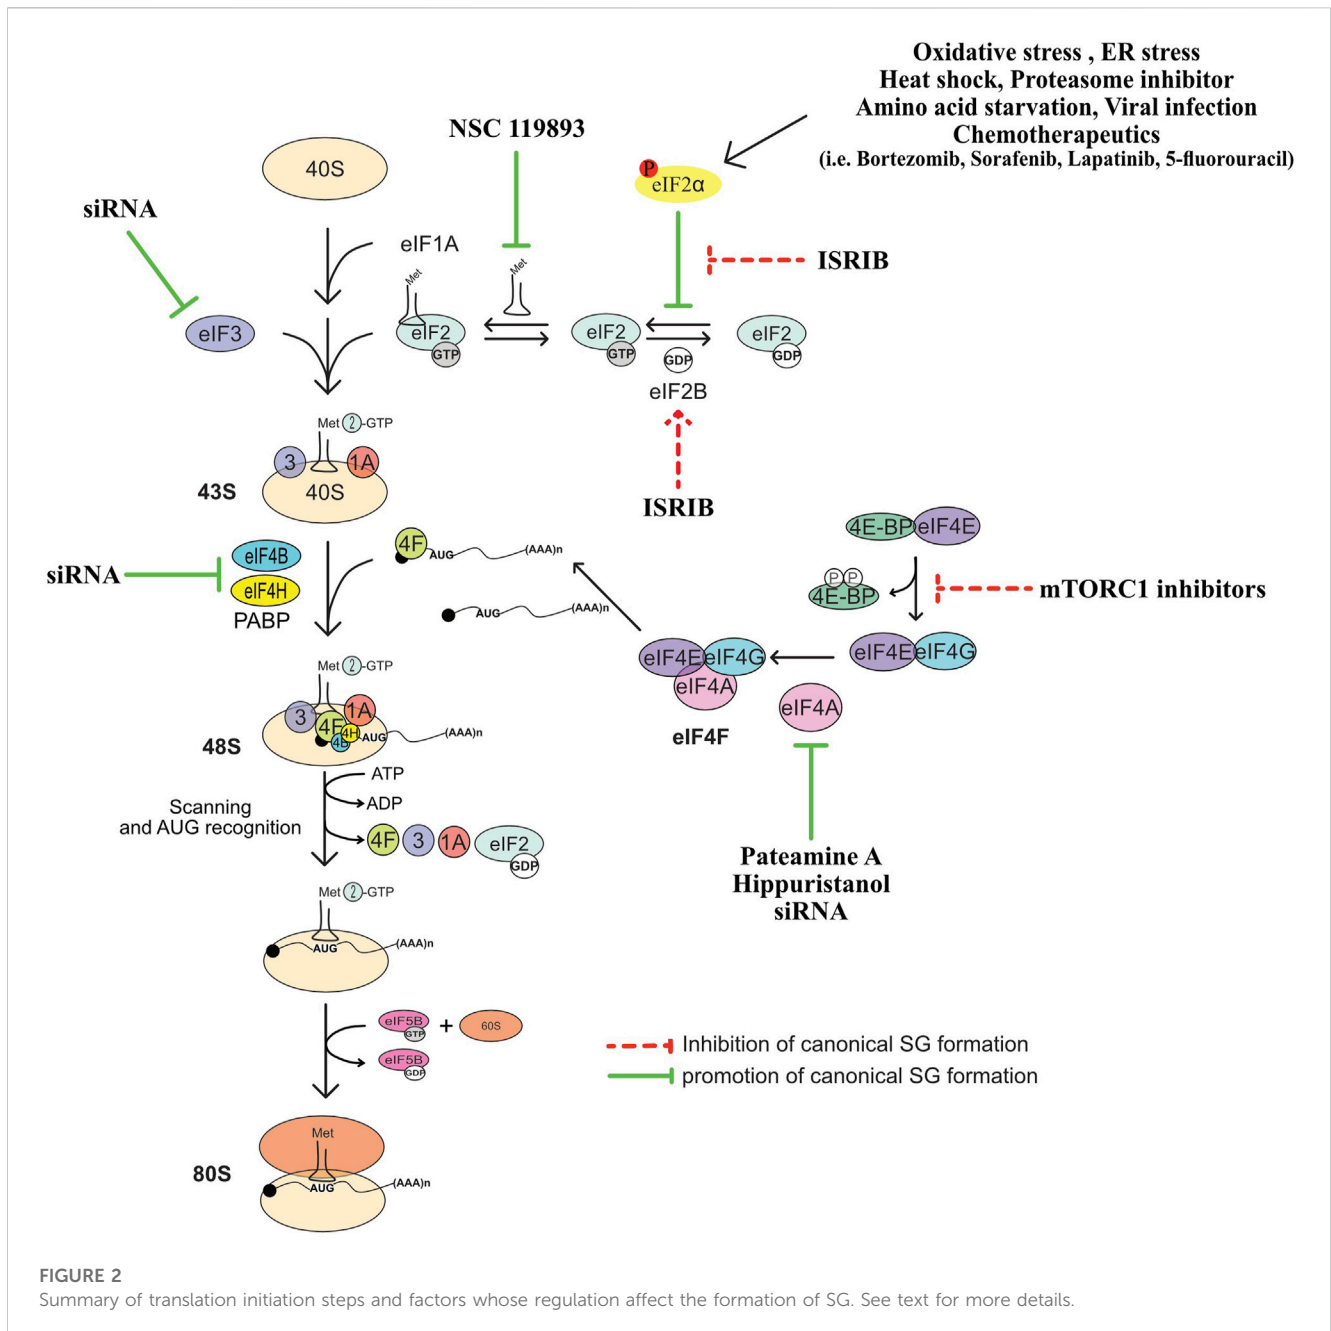 Oxidative stress , ER stress
Heat shock, Proteasome inhibitor
Amino acid starvation, Viral infection
Chemotherapeutics
(i.e. Bortezomib, Sorafenib, Lapatinib, 5-fluorouracil)
NSC 119893
40S
P
eIF2α
siRNA
eIF1A
ISRIB
Met
Met
eIF3
eIF2
GTP
eIF2
GTP
GDP
eIF2
GDP
eIF2B
ISRIB
Met 2 -GTP
3
1A
43S
40S
4E-BP eIF4E
siRNA
eIF4B
eIF4H
PABP
4F
AUG
(AAA)n
AUG
(AAA)n
P P
4E-BP
mTORC1 inhibitors
eIF4E eIF4G
eIF4E eIF4G
eIF4A
eIF4A
eIF4F
Met 2 -GTP
3
1A
4F
4H
4B
AUG
(AAA)n
48S
ATP
ADP
Scanning
and AUG recognition
4F 3 1A eIF2
GDP
Pateamine A
Hippuristanol
siRNA
Met 2 -GTP
AUG
(AAA)n
eIF5B
GTP
+
60S
eIF5B
GDP
Inhibition of canonical SG formation
promotion of canonical SG formation
Met
80S
AUG
(AAA)n
FIGURE 2
Summary of translation initiation steps and factors whose regulation affect the formation of SG. See text for more details.